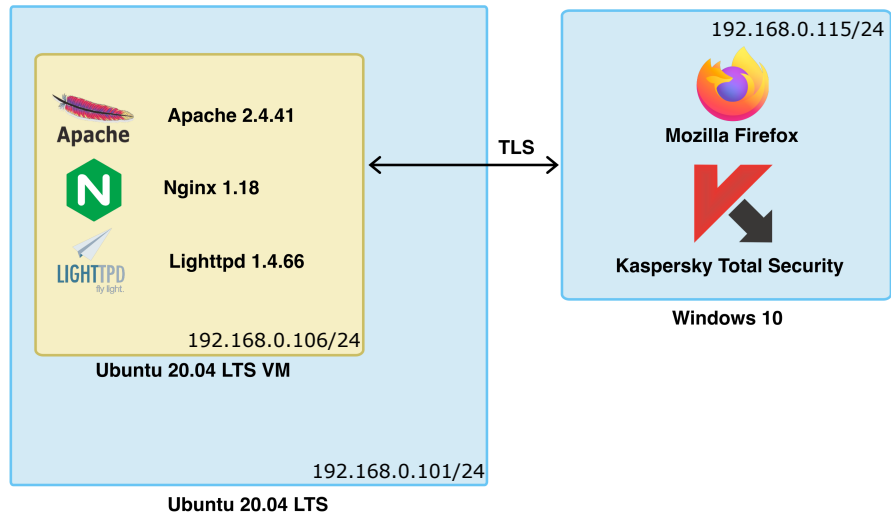 192.168.0.115/24
Apache
Apache 2.4.41
Mozilla Firefox
TLS
Nginx 1.18
N
LIGHTTPD
fly light.
Lighttpd 1.4.66
Kaspersky Total Security
Windows 10
192.168.0.106/24
Ubuntu 20.04 LTS VM
192.168.0.101/24
Ubuntu 20.04 LTS